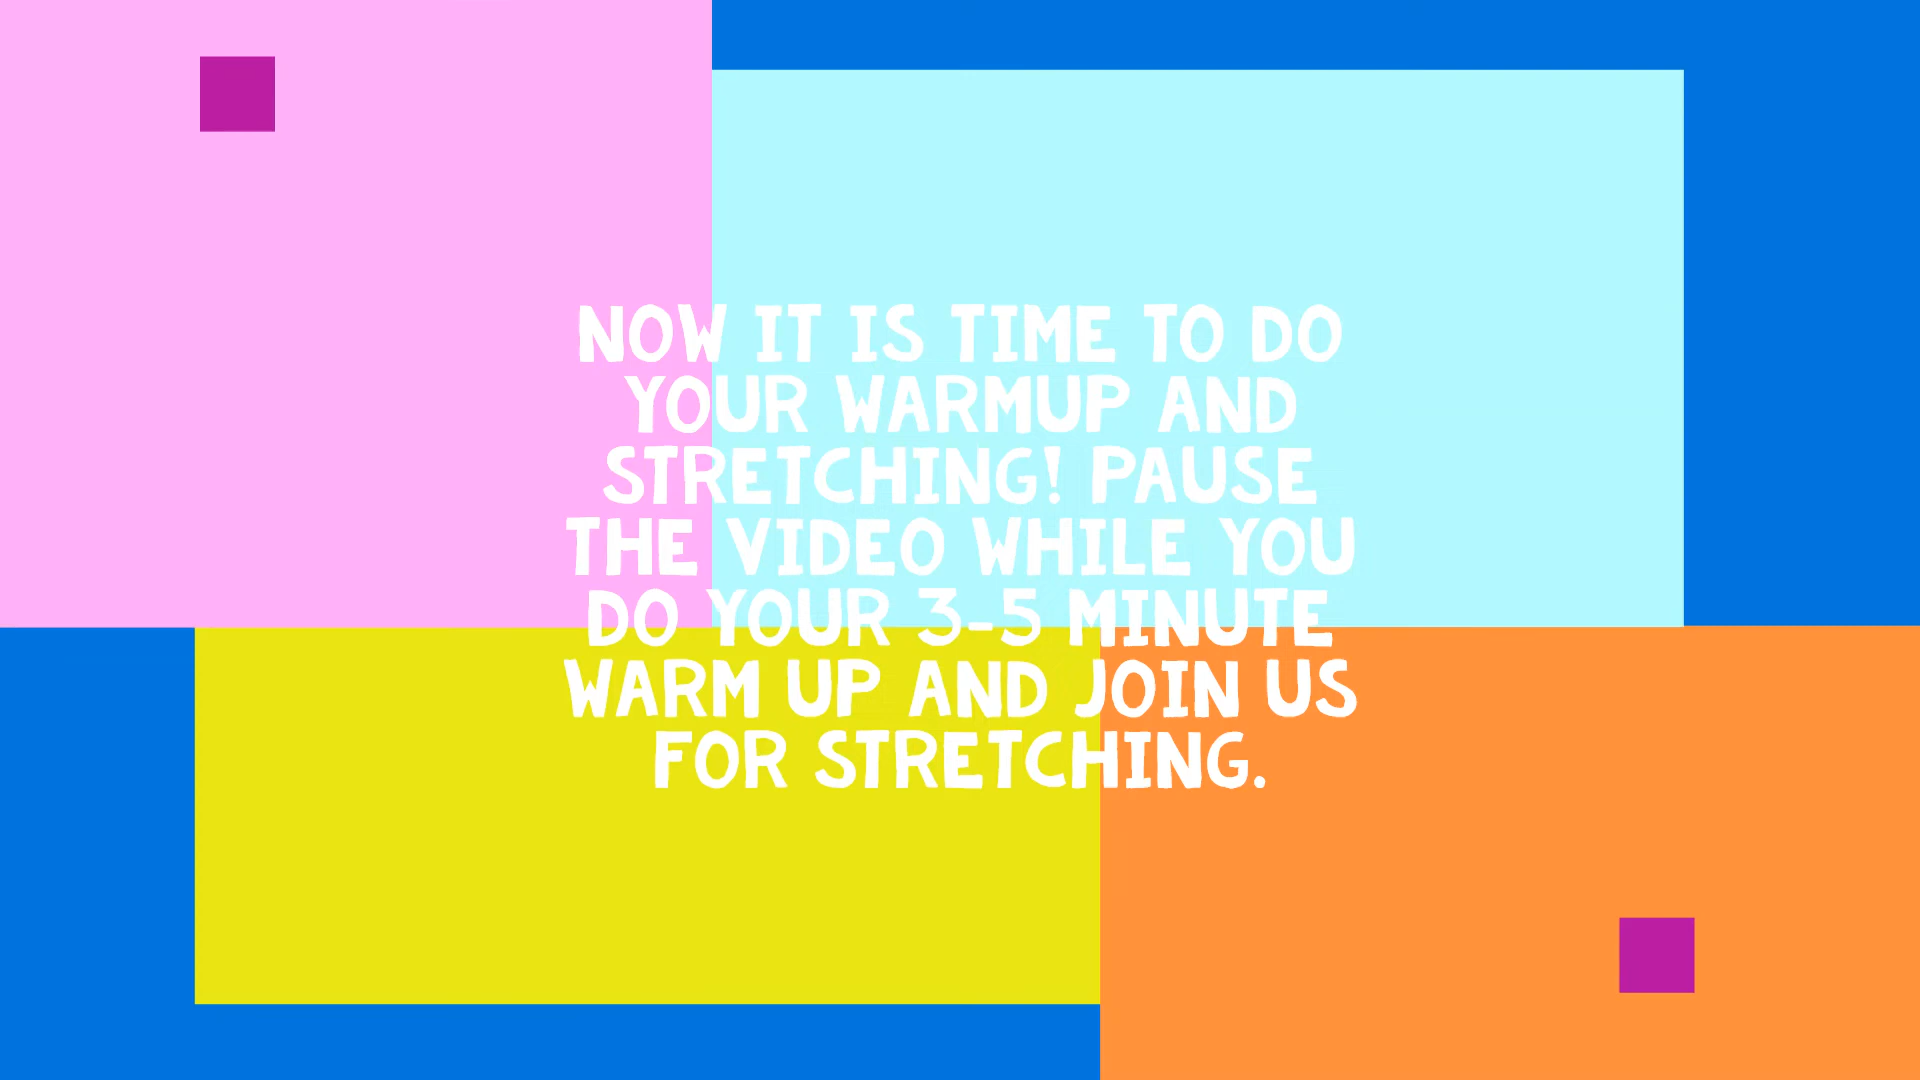 NOW IT IS TIME TO DO
YOUR WARMUP AND
STRETCHING! PAUSE
THE VIDEO WHILE YOU
DO YOUR 3-5 MINUTE
WARM UP AND JOIN US
FOR STRETCHING.